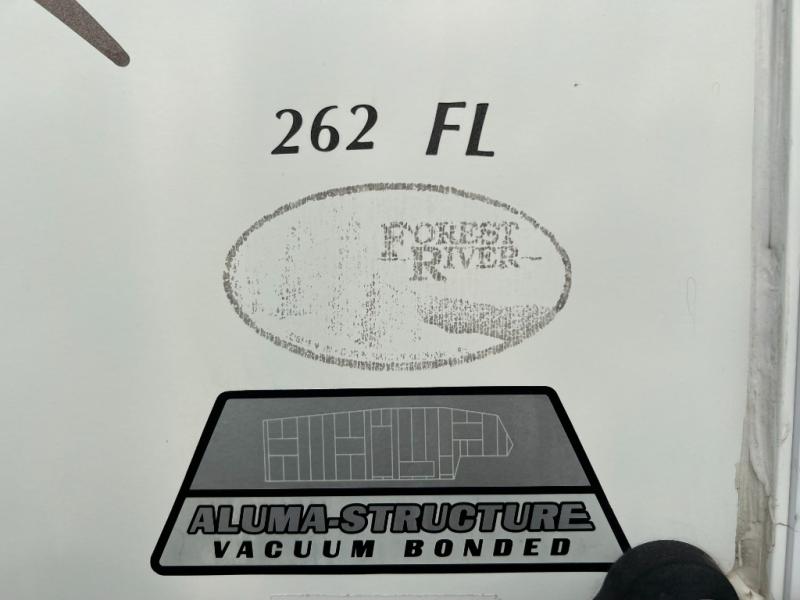 262 FL
FOREST
RIVER
ALUMA-STRUCTURE
VACUUM BONDED